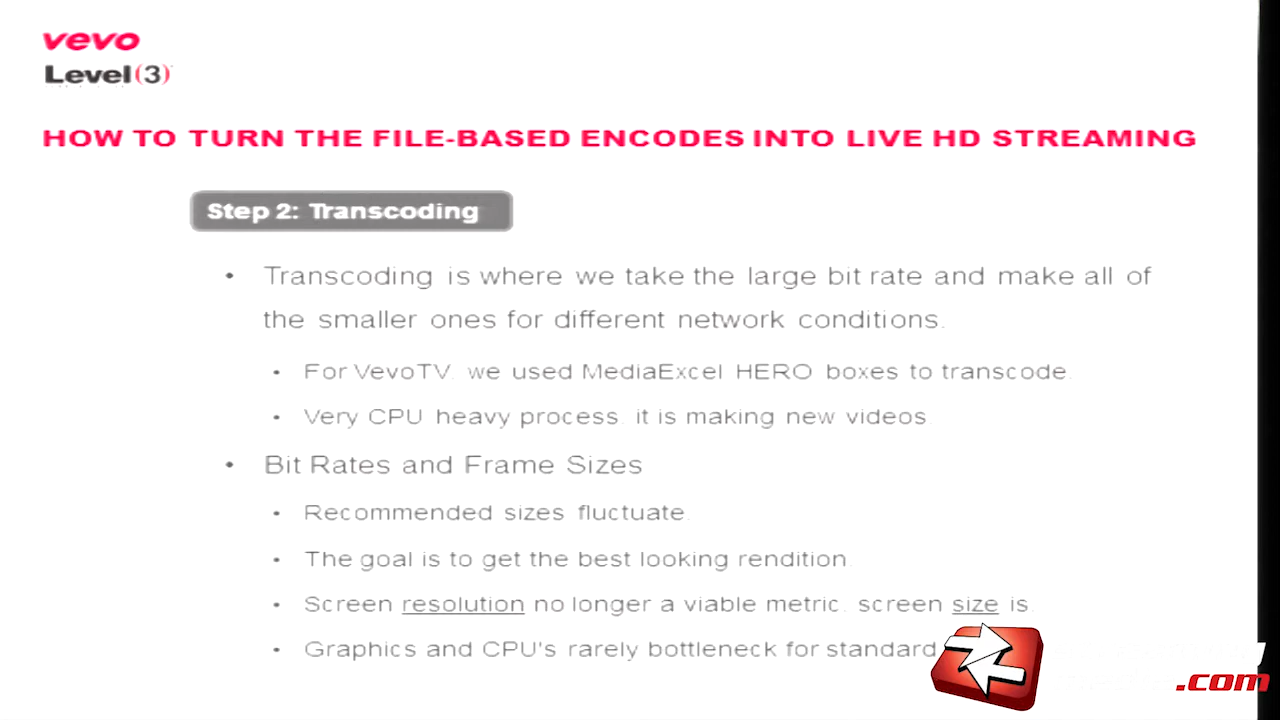 vevo
Level(3)
HOW TO TURN THE FILE-BASED ENCODES INTO LIVE HD STREAMING
Step 2: Transcoding
• Transcoding is where we take the large bit rate and make all of
the smaller ones for different network conditions.
• For VevoTV, we used MediaExcel HERO boxes to transcode.
• Very CPU heavy process, it is making new videos.
• Bit Rates and Frame Sizes
• Recommended sizes fluctuate.
• The goal is to get the best looking rendition.
• Screen resolution no longer a viable metric, screen size is.
• Graphics and CPU's rarely bottleneck for standard
.com